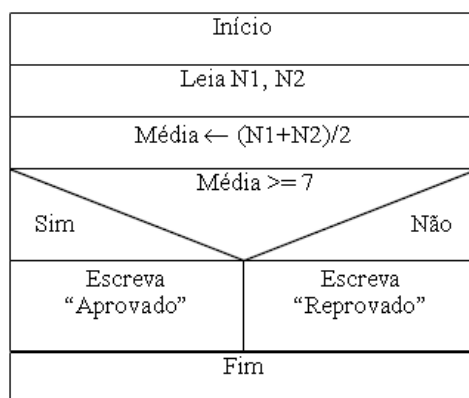 Início
Leia N1, N2
Média ← (N1+N2)/2
Média >= 7
Sim
Não
Escreva
“Aprovado”
Escreva
“Reprovado”
Fim